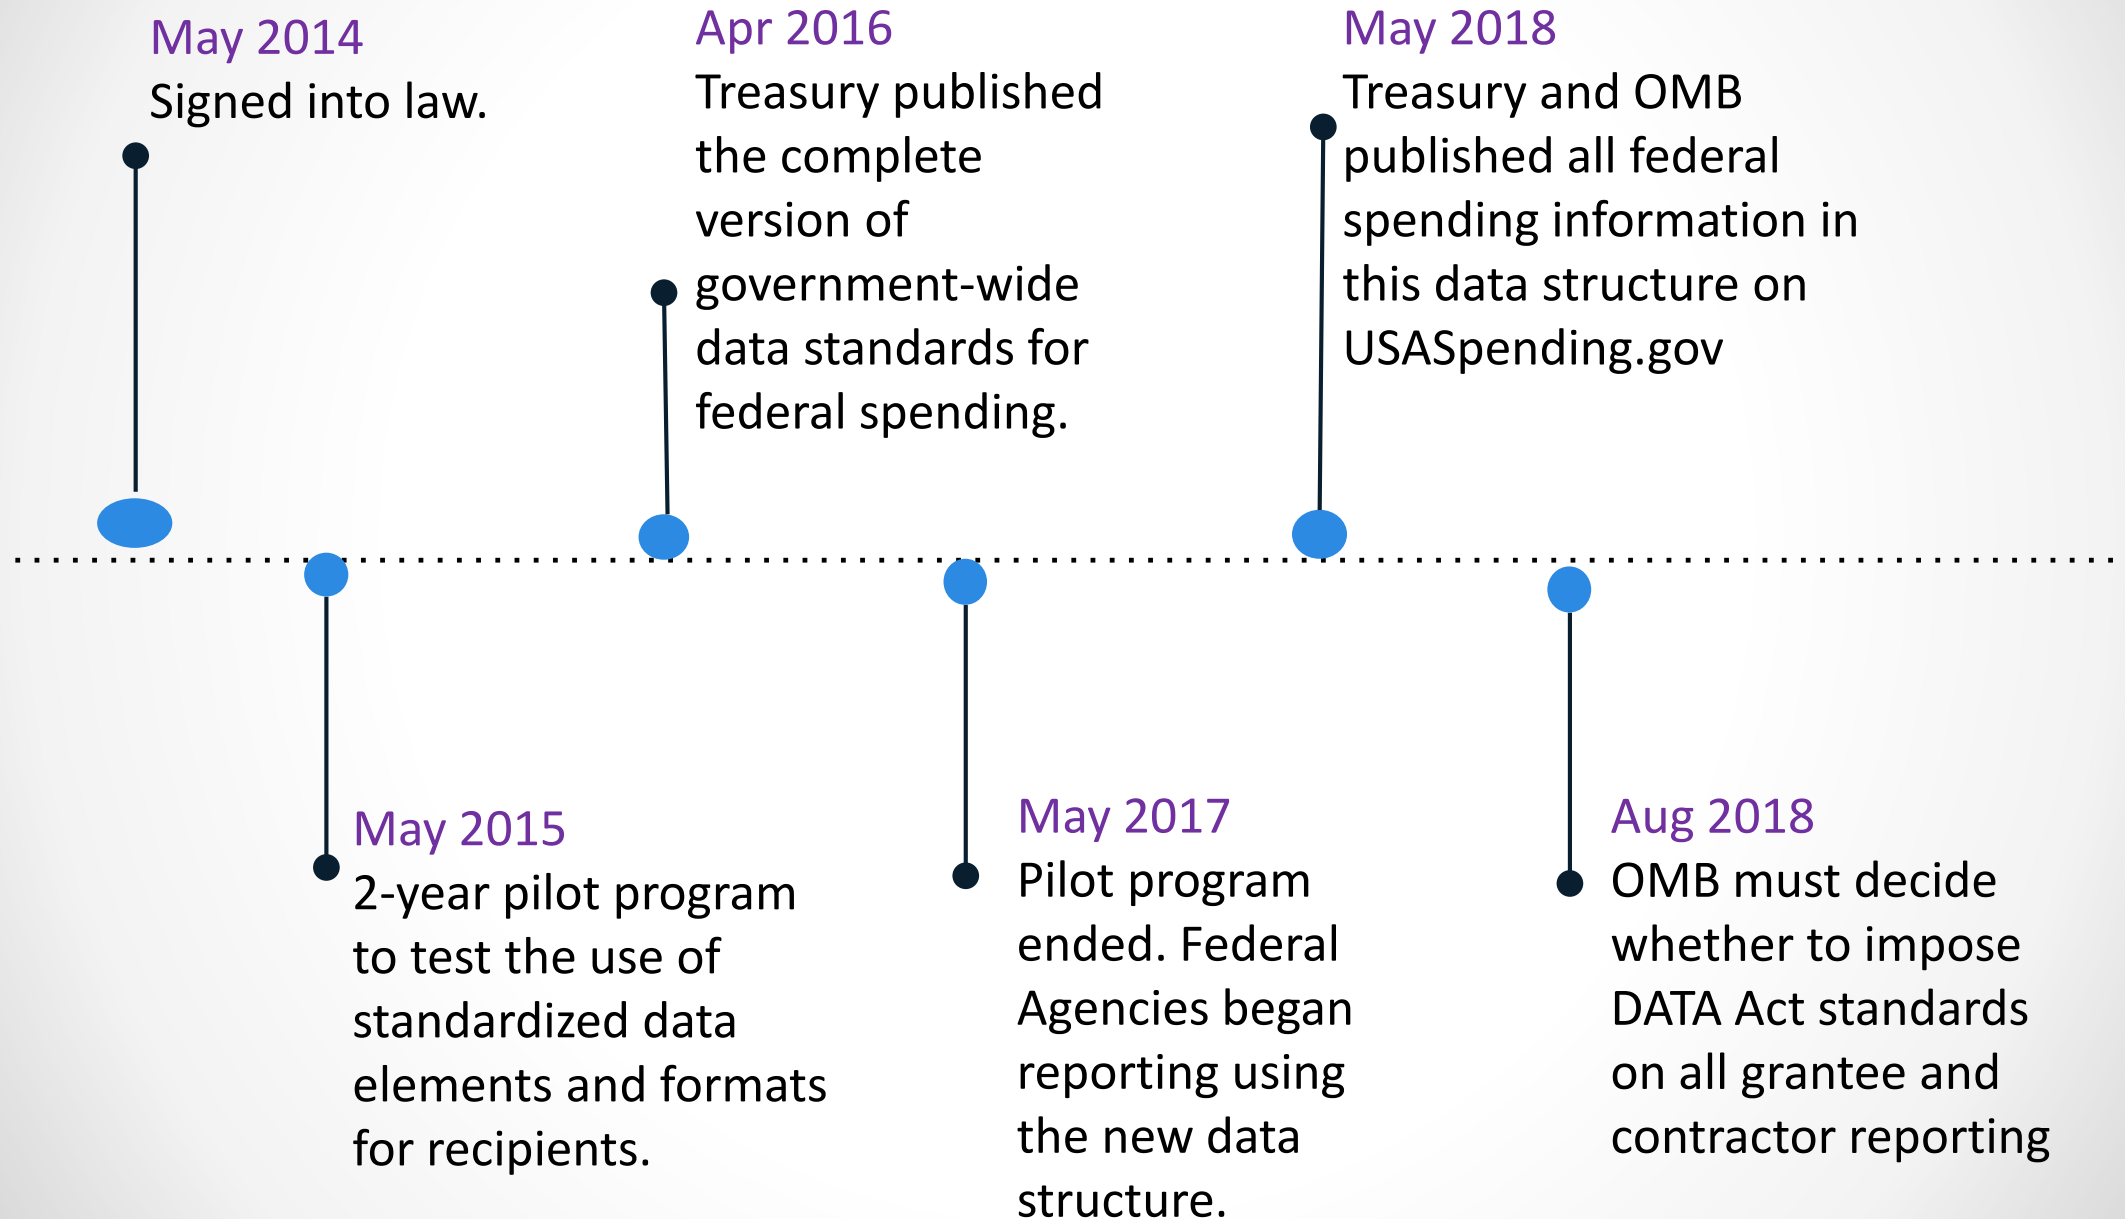 May 2014
Signed into law.
Apr 2016
Treasury published
the complete
version of
government-wide
data standards for
federal spending.
May 2018
Treasury and OMB
published all federal
spending information in
this data structure on
USASpending.gov
May 2015
2-year pilot program
to test the use of
standardized data
elements and formats
for recipients.
May 2017
Pilot program
ended. Federal
Agencies began
reporting using
the new data
structure.
Aug 2018
OMB must decide
whether to impose
DATA Act standards
on all grantee and
contractor reporting